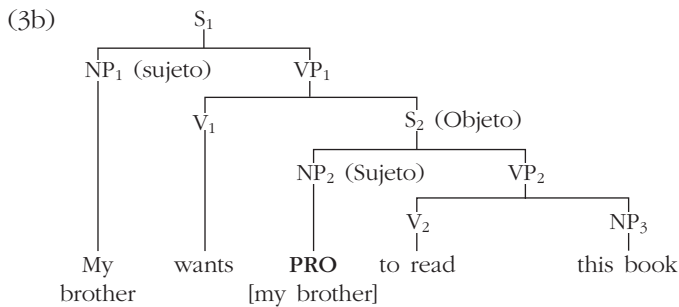 (3b) S₁
NP₁ (sujeto) VP₁
V₁ S₂ (Objeto)
NP₂ (Sujeto) VP₂
V₂ NP₃
My wants PRO to read this book
brother [my brother]